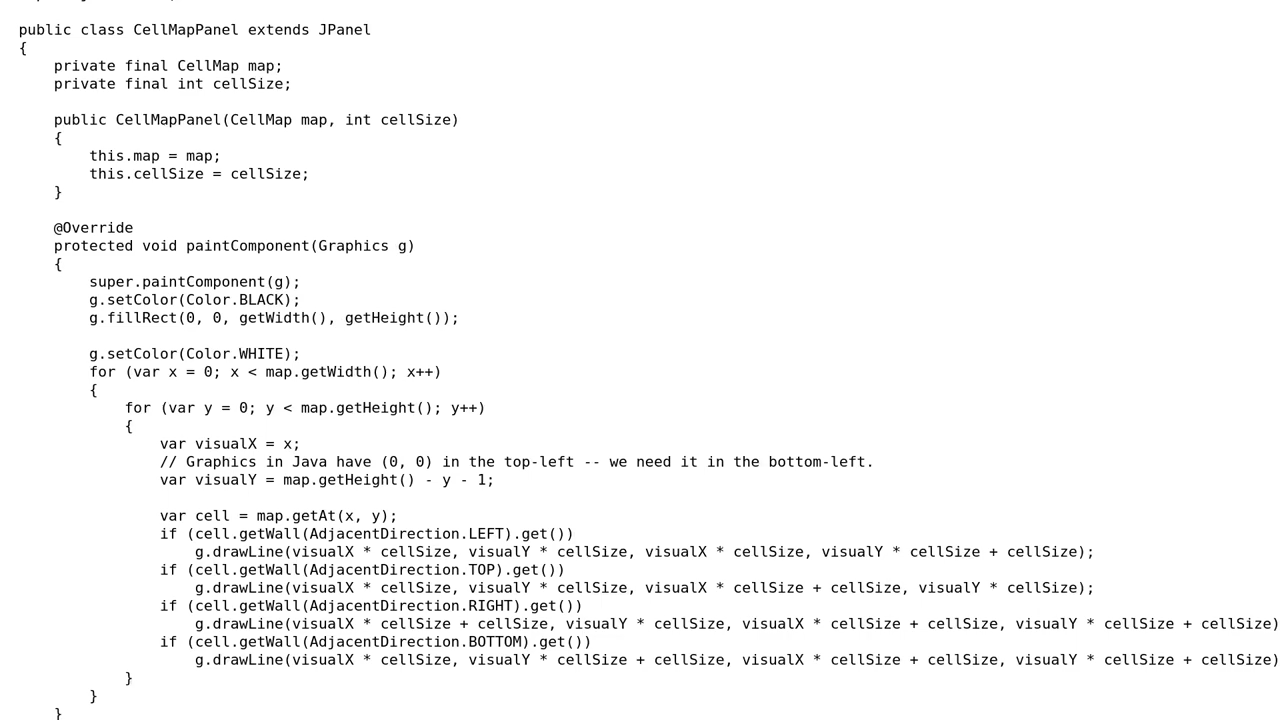 public class CellMapPanel extends JPanel
{
    private final CellMap map;
    private final int cellSize;

    public CellMapPanel(CellMap map, int cellSize)
    {
        this.map = map;
        this.cellSize = cellSize;
    }

    @Override
    protected void paintComponent(Graphics g)
    {
        super.paintComponent(g);
        g.setColor(Color.BLACK);
        g.fillRect(0, 0, getWidth(), getHeight());

        g.setColor(Color.WHITE);
        for (var x = 0; x < map.getWidth(); x++)
        {
            for (var y = 0; y < map.getHeight(); y++)
            {
                var visualX = x;
                // Graphics in Java have (0, 0) in the top-left -- we need it in the bottom-left.
                var visualY = map.getHeight() - y - 1;

                var cell = map.getAt(x, y);
                if (cell.getWall(AdjacentDirection.LEFT).get())
                    g.drawLine(visualX * cellSize, visualY * cellSize, visualX * cellSize, visualY * cellSize + cellSize);
                if (cell.getWall(AdjacentDirection.TOP).get())
                    g.drawLine(visualX * cellSize, visualY * cellSize, visualX * cellSize + cellSize, visualY * cellSize);
                if (cell.getWall(AdjacentDirection.RIGHT).get())
                    g.drawLine(visualX * cellSize + cellSize, visualY * cellSize, visualX * cellSize + cellSize, visualY * cellSize + cellSize)
                if (cell.getWall(AdjacentDirection.BOTTOM).get())
                    g.drawLine(visualX * cellSize, visualY * cellSize + cellSize, visualX * cellSize + cellSize, visualY * cellSize + cellSize)
            }
        }
    }